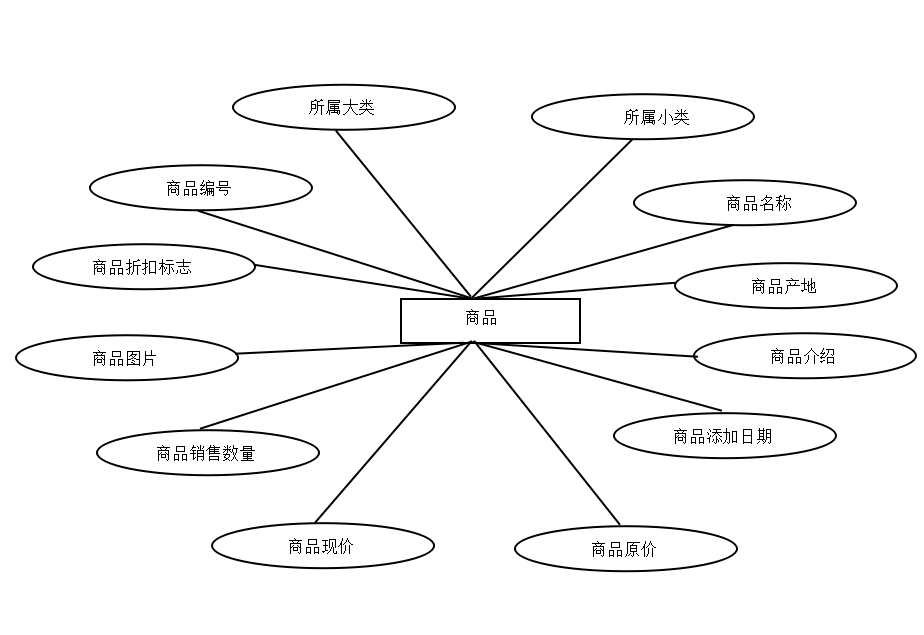 所属大类
所属小类
商品编号
商品名称
商品折扣标志
商品产地
商品
商品图片
商品介绍
商品添加日期
商品销售数量
商品现价
商品原价